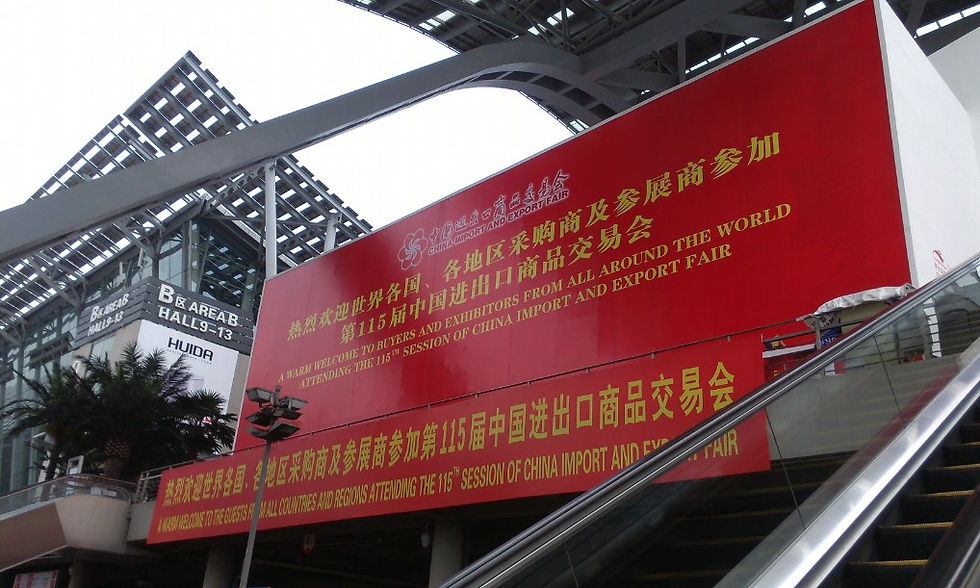 中国进出口商品交易会
CHINA IMPORT AND EXPORT FAIR
热烈欢迎世界各国、各地区采购商及参展商参加
第115届中国进出口商品交易会
A WARM WELCOME TO BUYERS AND EXHIBITORS FROM ALL AROUND THE WORLD
ATTENDING THE 115TH SESSION OF CHINA IMPORT AND EXPORT FAIR
B区 AREA B
HALL 9-13
B区 AREA B
HALL9-13
HUIDA
热烈欢迎世界各国、各地区采购商及参展商参加第115届中国进出口商品交易会
A WARM WELCOME TO THE GUESTS FROM ALL COUNTRIES AND REGIONS ATTENDING THE 115TH SESSION OF CHINA IMPORT AND EXPORT FAIR